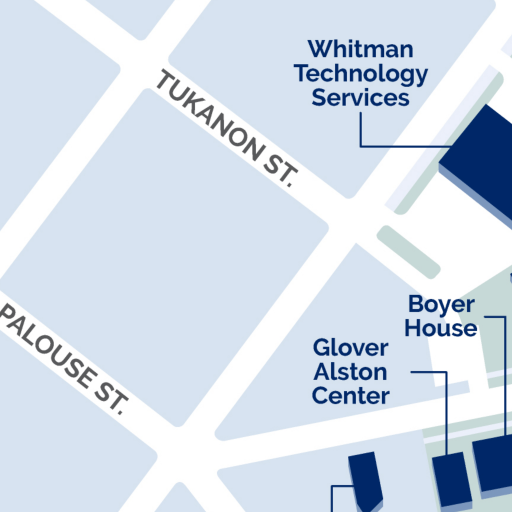 Whitman
Technology
Services
TUKANON ST.
Boyer
House
Glover
Alston
Center
PALOUSE ST.